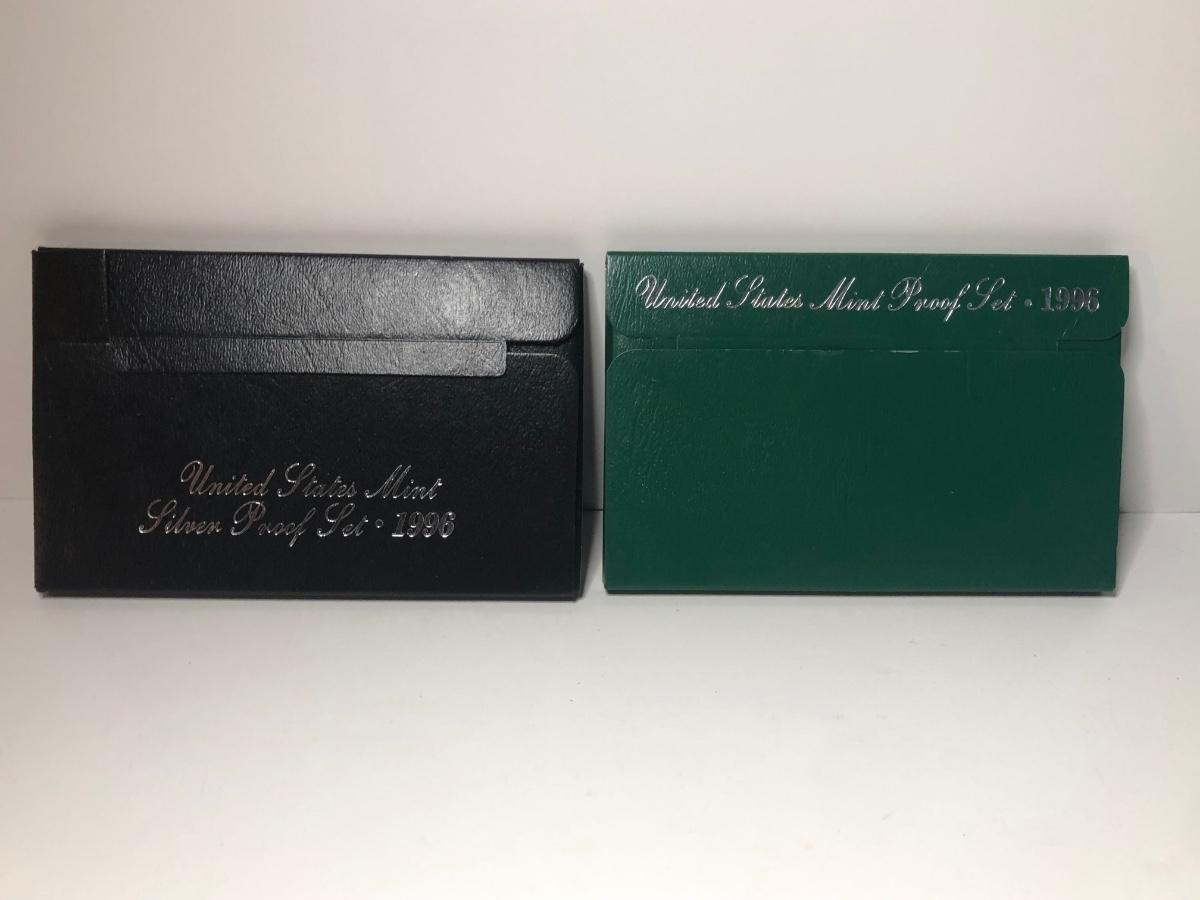 United States Mint
Silver Proof Set • 1996
United States Mint Proof Set • 1996